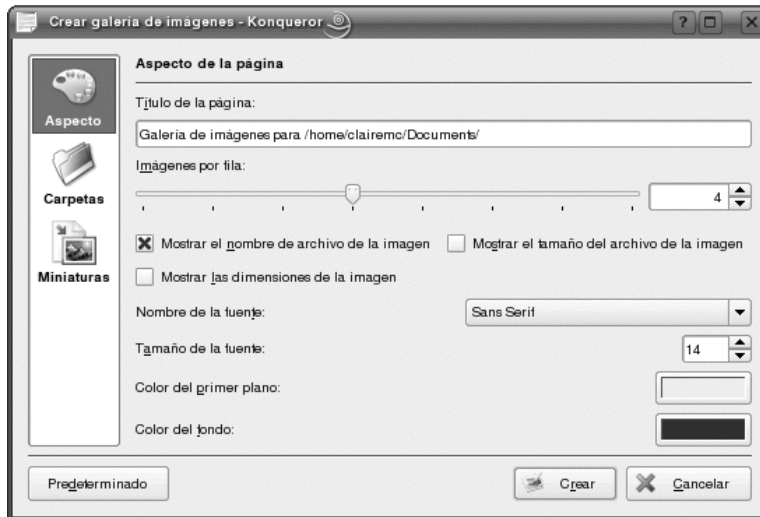 Crear galería de imágenes - Konqueror
Aspecto
Carpetas
Miniaturas
Aspecto de la página
Título de la página:
Galería de imágenes para /home/clairemc/Documents/
Imágenes por fila:
4
Mostrar el nombre de archivo de la imagen
Mostrar el tamaño del archivo de la imagen
Mostrar las dimensiones de la imagen
Nombre de la fuente:
Sans Serif
Tamaño de la fuente:
14
Color del primer plano:
Color del fondo:
Predeterminado
Crear
Cancelar